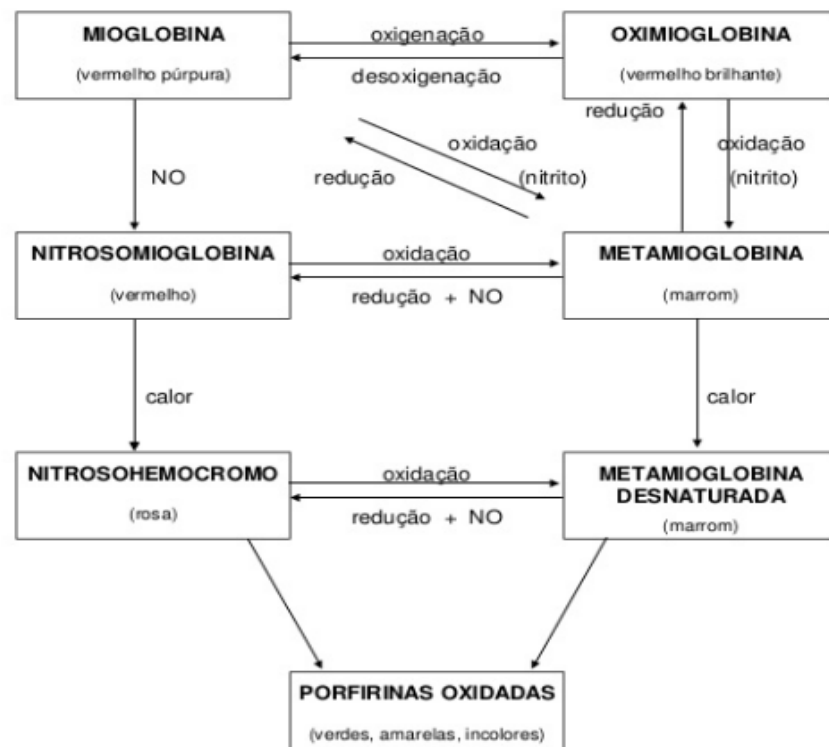 MIOGLOBINA
(vermelho púrpura)
oxigenação
desoxigenação
OXIMIOGLOBINA
(vermelho brilhante)
redução
oxidação
(nitrito)
oxidação
(nitrito)
redução
NO
NITROSOMIOGLOBINA
(vermelho)
oxidação
redução + NO
METAMIOGLOBINA
(marrom)
calor
calor
NITROSOHEMOCROMO
(rosa)
oxidação
redução + NO
METAMIOGLOBINA
DESNATURADA
(marrom)
PORFIRINAS OXIDADAS
(verdes, amarelas, incolores)